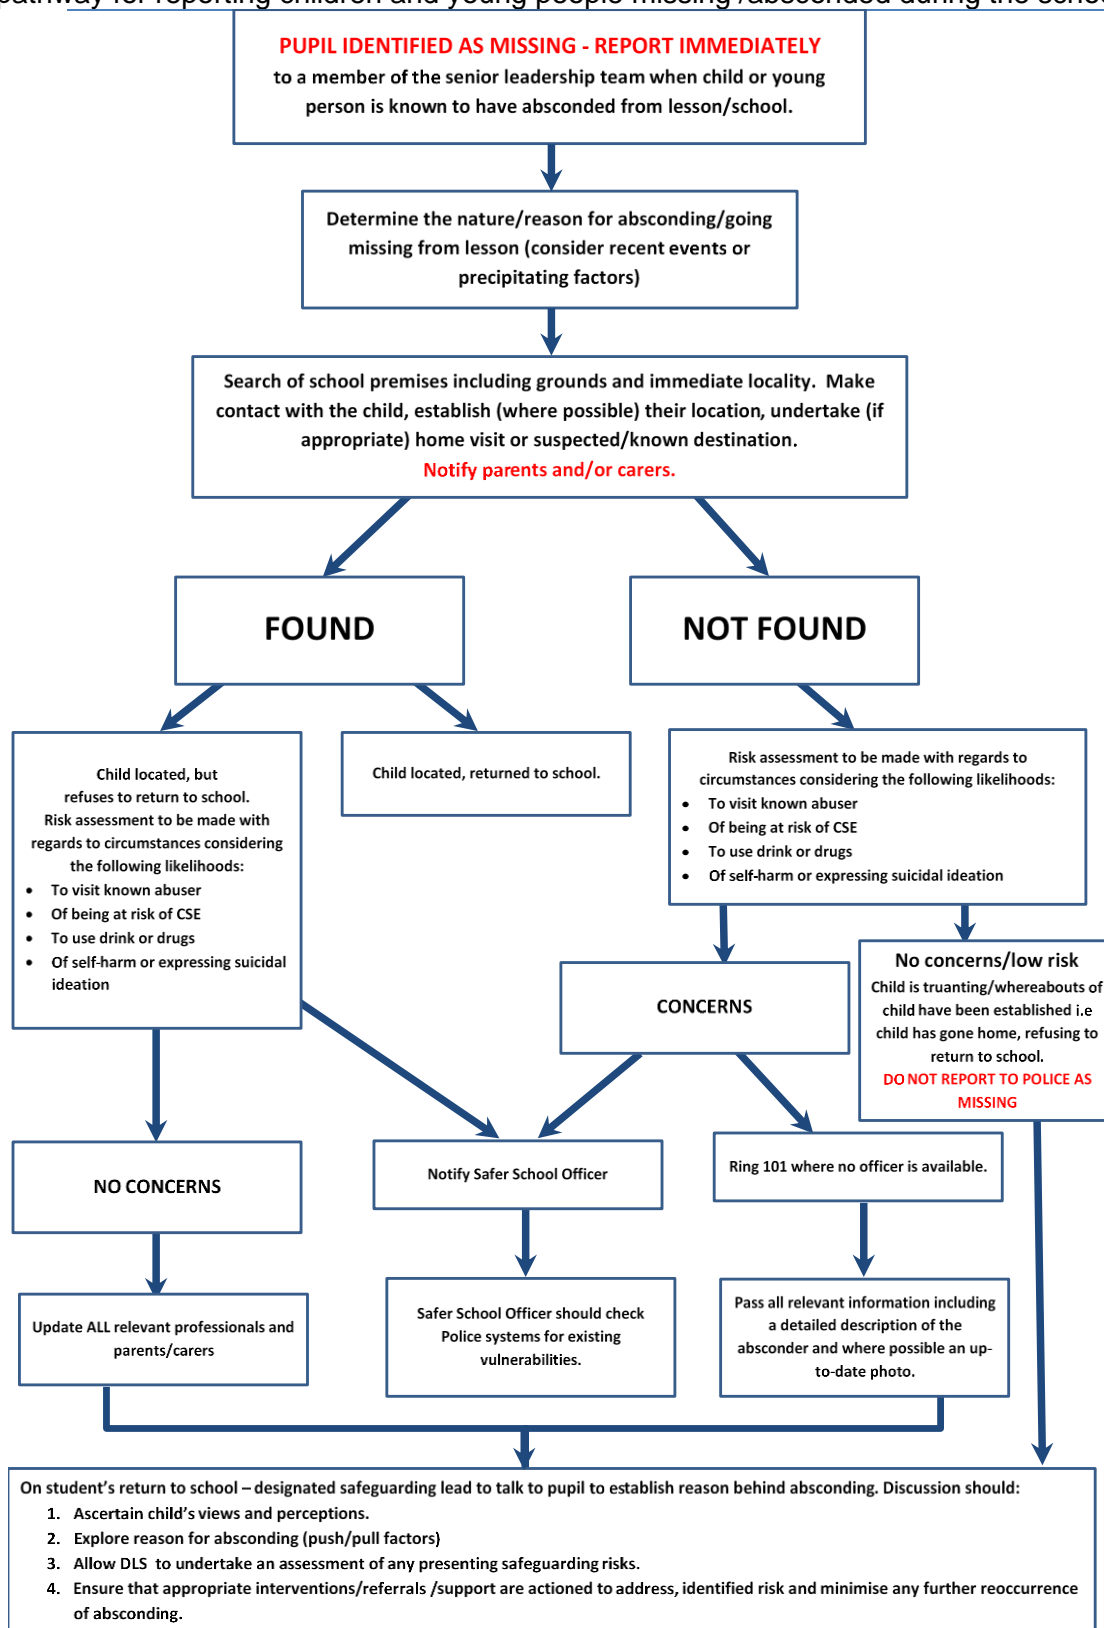 pathway for reporting children and young people missing /absconded during the schoo
PUPIL IDENTIFIED AS MISSING - REPORT IMMEDIATELY
to a member of the senior leadership team when child or young
person is known to have absconded from lesson/school.
Determine the nature/reason for absconding/going
missing from lesson (consider recent events or
precipitating factors)
Search of school premises including grounds and immediate locality. Make
contact with the child, establish (where possible) their location, undertake (if
appropriate) home visit or suspected/known destination.
Notify parents and/or carers.
FOUND
NOT FOUND
Child located, but
refuses to return to school.
Risk assessment to be made with
regards to circumstances considering
the following likelihoods:
• To visit known abuser
• Of being at risk of CSE
• To use drink or drugs
• Of self-harm or expressing suicidal
ideation
Child located, returned to school.
Risk assessment to be made with regards to
circumstances considering the following likelihoods:
• To visit known abuser
• Of being at risk of CSE
• To use drink or drugs
• Of self-harm or expressing suicidal ideation
CONCERNS
No concerns/low risk
Child is truanting/whereabouts of
child have been established i.e
child has gone home, refusing to
return to school.
DO NOT REPORT TO POLICE AS
MISSING
NO CONCERNS
Notify Safer School Officer
Ring 101 where no officer is available.
Update ALL relevant professionals and
parents/carers
Safer School Officer should check
Police systems for existing
vulnerabilities.
Pass all relevant information including
a detailed description of the
absconder and where possible an up-
to-date photo.
On student's return to school – designated safeguarding lead to talk to pupil to establish reason behind absconding. Discussion should:
1. Ascertain child's views and perceptions.
2. Explore reason for absconding (push/pull factors)
3. Allow DLS to undertake an assessment of any presenting safeguarding risks.
4. Ensure that appropriate interventions/referrals /support are actioned to address, identified risk and minimise any further reoccurrence
of absconding.